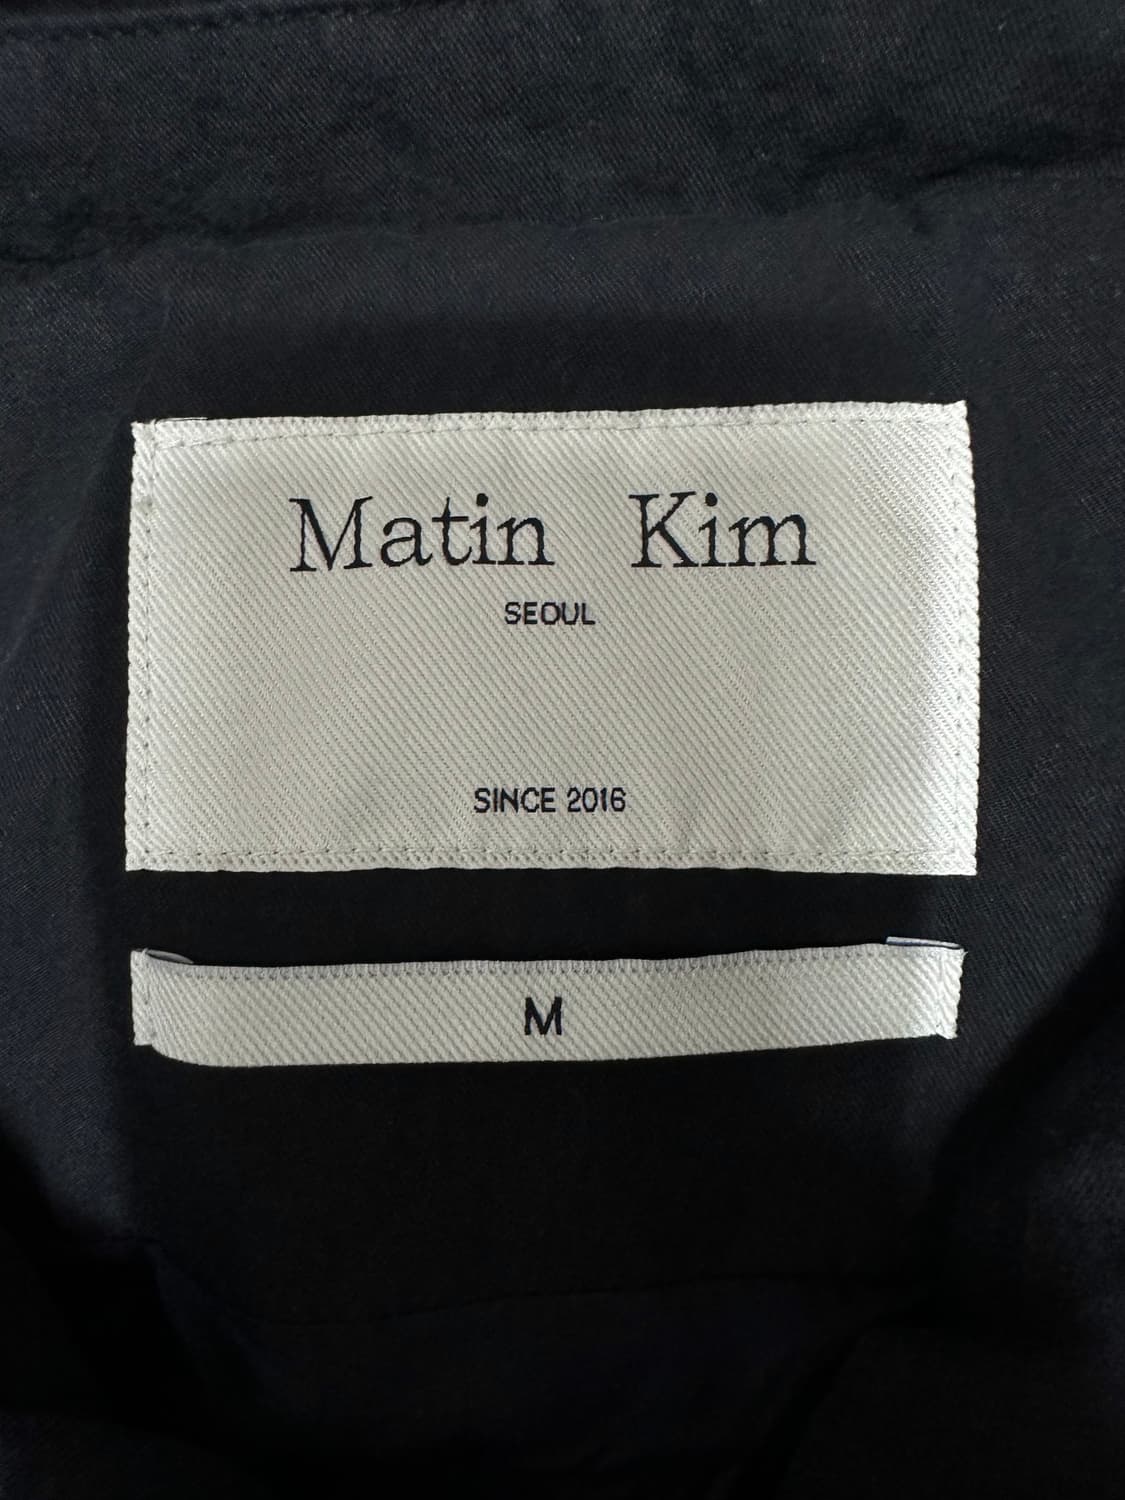 Matin Kim
SEOUL
SINCE 2016
M